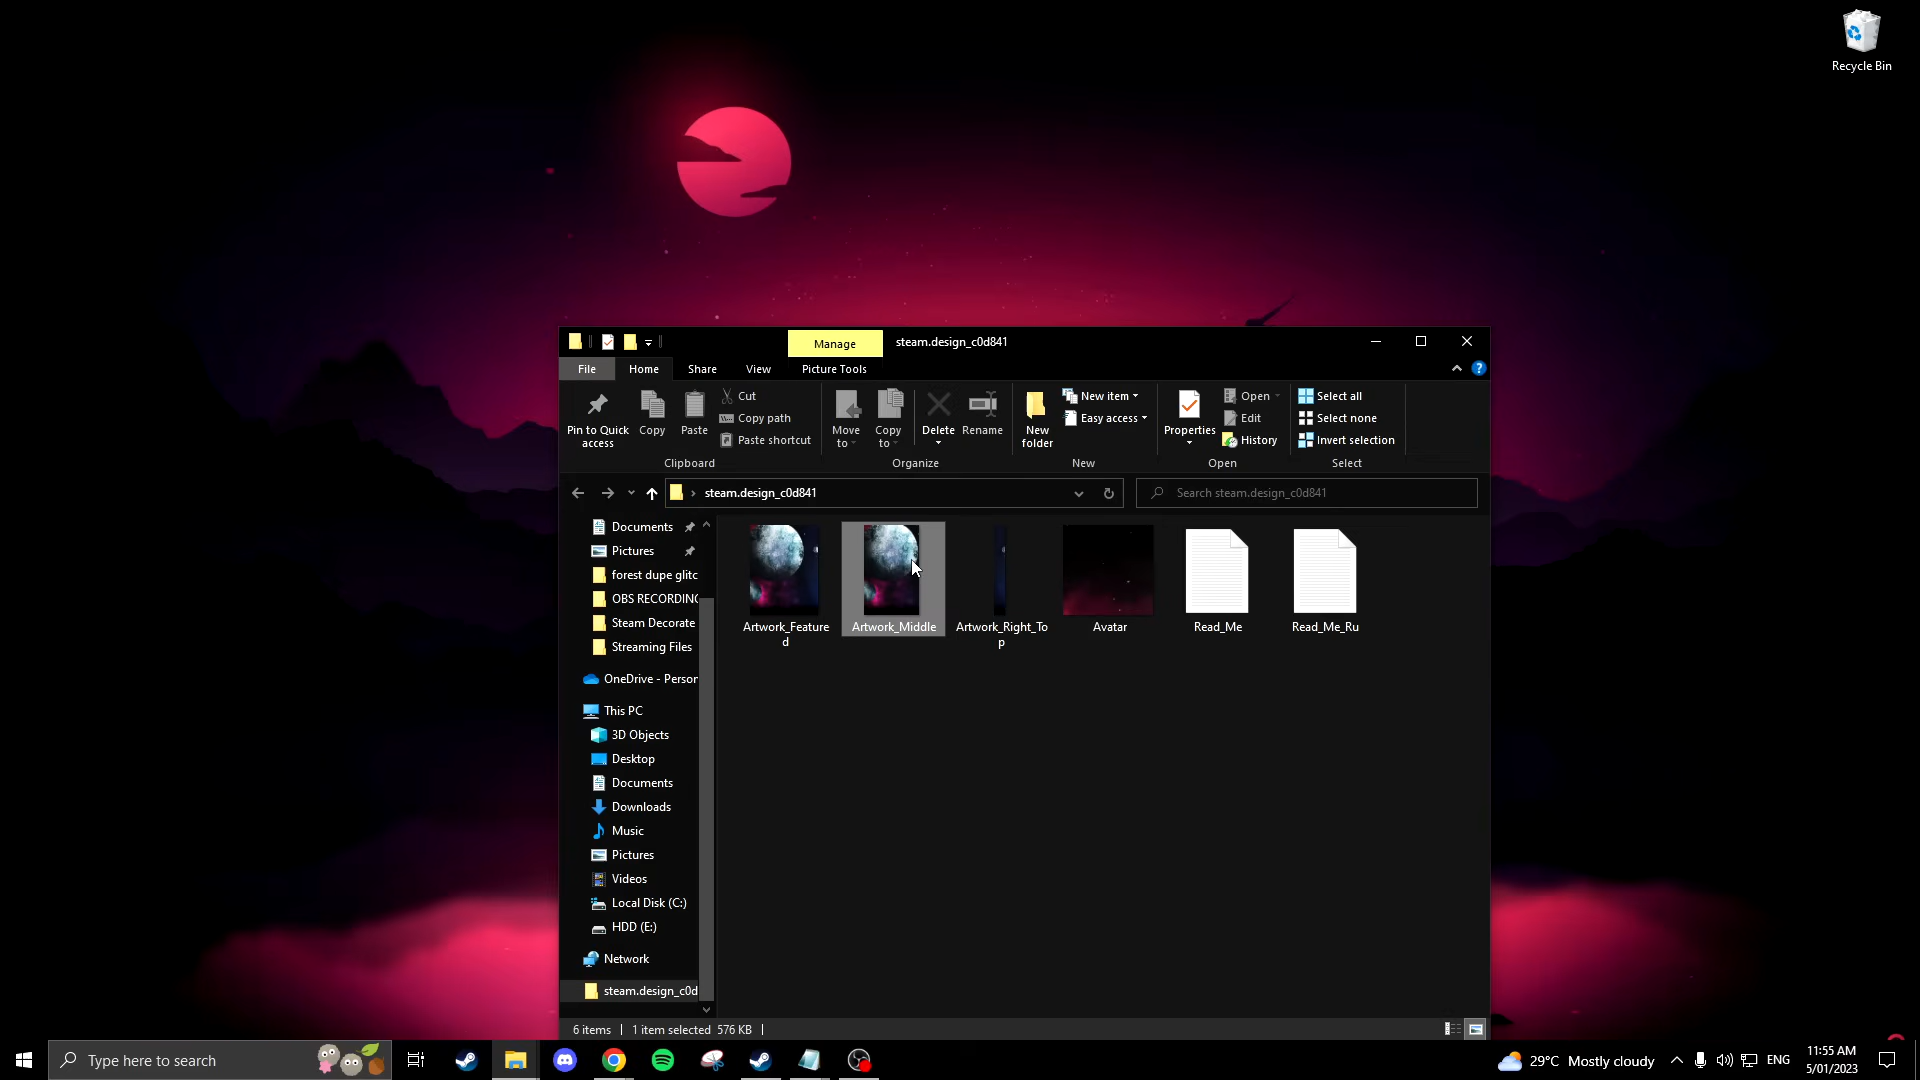 Recycle Bin
Manage
steam.design_c0d841
File
Home
Share
View
Picture Tools
Pin to Quick
access
Copy
Paste
Cut
Copy path
Paste shortcut
Clipboard
Move
to
Copy
to
Delete
Rename
Organize
New
folder
New item
Easy access
New
Properties
Open
Edit
History
Open
Select all
Select none
Invert selection
Select
steam.design_c0d841
Search steam.design_c0d841
Documents
Pictures
forest dupe glitc
OBS RECORDING
Steam Decorate
Streaming Files
OneDrive - Person
This PC
3D Objects
Desktop
Documents
Downloads
Music
Pictures
Videos
Local Disk (C:)
HDD (E:)
Network
steam.design_c0d
Artwork_Feature
d
Artwork_Middle
Artwork_Right_To
p
Avatar
Read_Me
Read_Me_Ru
6 items
1 item selected 576 KB
Type here to search
29°C Mostly cloudy
ENG
11:55 AM
5/01/2023